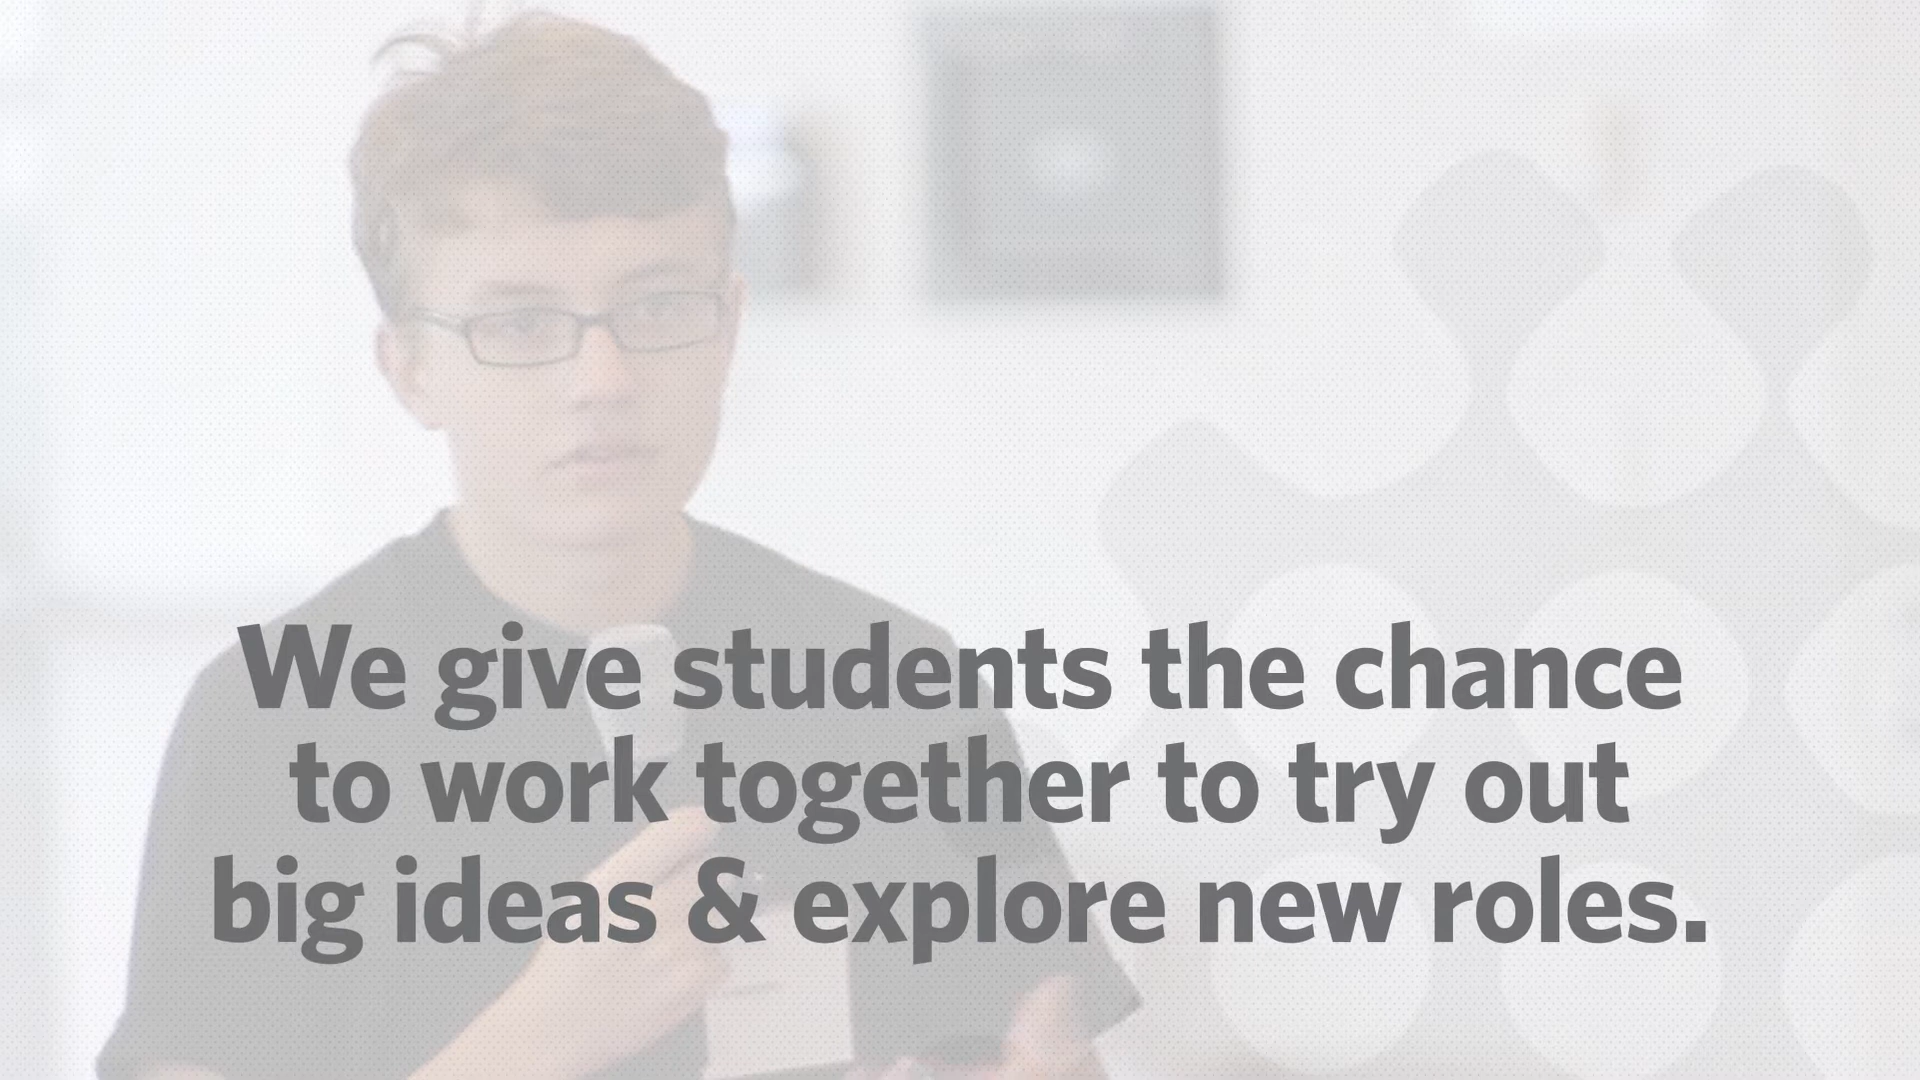 We give students the chance
to work together to try out
big ideas & explore new roles.